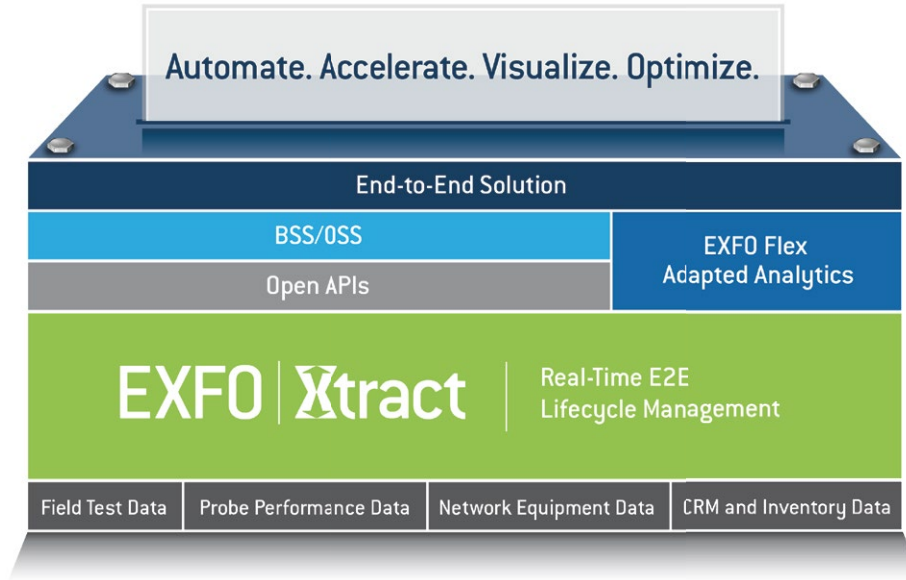 Automate. Accelerate. Visualize. Optimize.
End-to-End Solution
BSS/OSS
Open APIs
EXFO Flex
Adapted Analytics
EXFO | Xtract
Real-Time E2E
Lifecycle Management
Field Test Data
Probe Performance Data
Network Equipment Data
CRM and Inventory Data